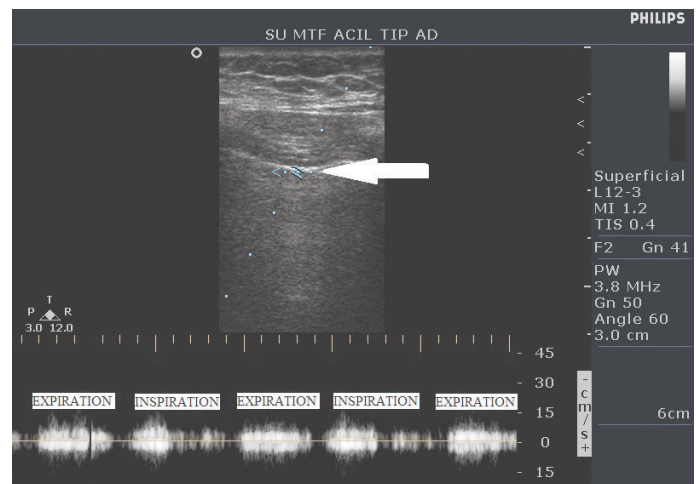 PHILIPS
SU MTF ACIL TIP AD
<
<
<
Superficial
L12-3
MI 1.2
TIS 0.4
F2 Gn 41
PW
3.8 MHz
Gn 50
Angle 60
3.0 cm
T
P R
3.0 12.0
45
30
15
0
15
- cm/s +
6cm
EXPIRATION INSPIRATION EXPIRATION INSPIRATION EXPIRATION